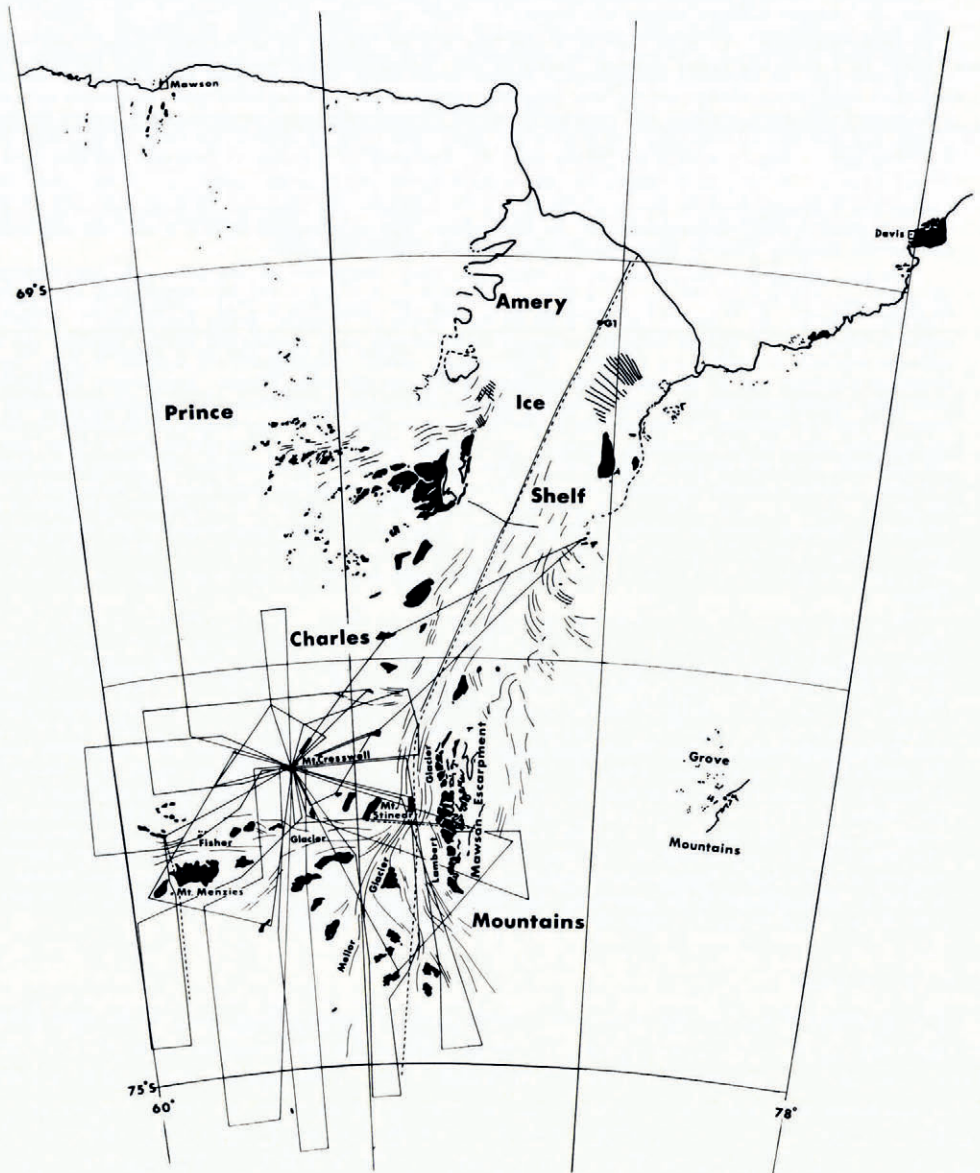 Mawson
Davis
69°S
Amery
G1
Prince
Ice
Shelf
Charles
Mt.Cresswell
Glacier
Mawson Escarpment
Grove
Mountains
Mt.
Stinear
Fisher
Glacier
Lambert
Glacier
Mt. Menzies
Mountains
Mellor
75°S
60°
78°